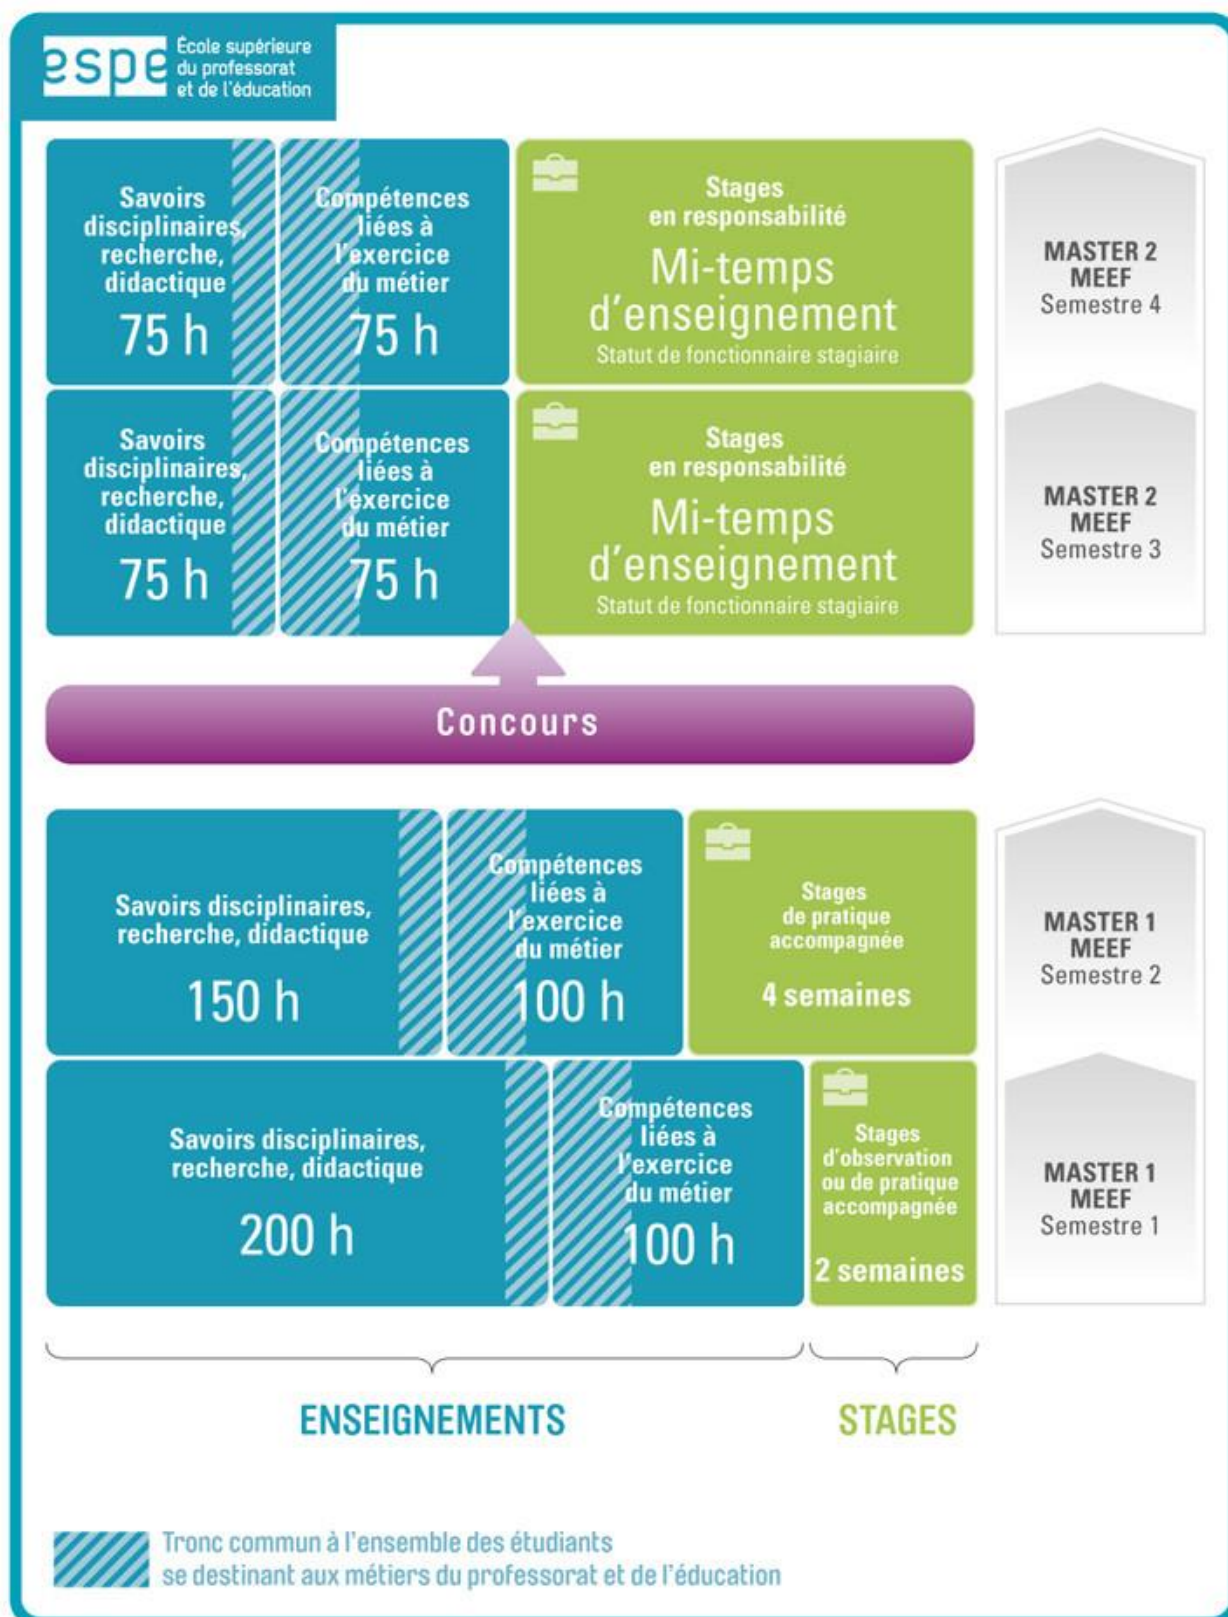 espe
École supérieure
du professorat
et de l'éducation
Savoirs
disciplinaires,
recherche,
didactique
75 h
Compétences
liées à
l'exercice
du métier
75 h
Stages
en responsabilité
Mi-temps
d'enseignement
Statut de fonctionnaire stagiaire
MASTER 2
MEEF
Semestre 4
Savoirs
disciplinaires,
recherche,
didactique
75 h
Compétences
liées à
l'éxercice
du métier
75 h
Stages
en responsabilité
Mi-temps
d'enseignement
Statut de fonctionnaire stagiaire
MASTER 2
MEEF
Semestre 3
Concours
Savoirs disciplinaires,
recherche, didactique
150 h
Compétences
liées à
l'exercice
du métier
100 h
Stages
de pratique
accompagnée
4 semaines
MASTER 1
MEEF
Semestre 2
Savoirs disciplinaires,
recherche, didactique
200 h
Compétences
liées à
l'exercice
du métier
100 h
Stages
d'observation
ou de pratique
accompagnée
2 semaines
MASTER 1
MEEF
Semestre 1
ENSEIGNEMENTS
STAGES
Tronc commun à l'ensemble des étudiants
se destinant aux métiers du professorat et de l'éducation